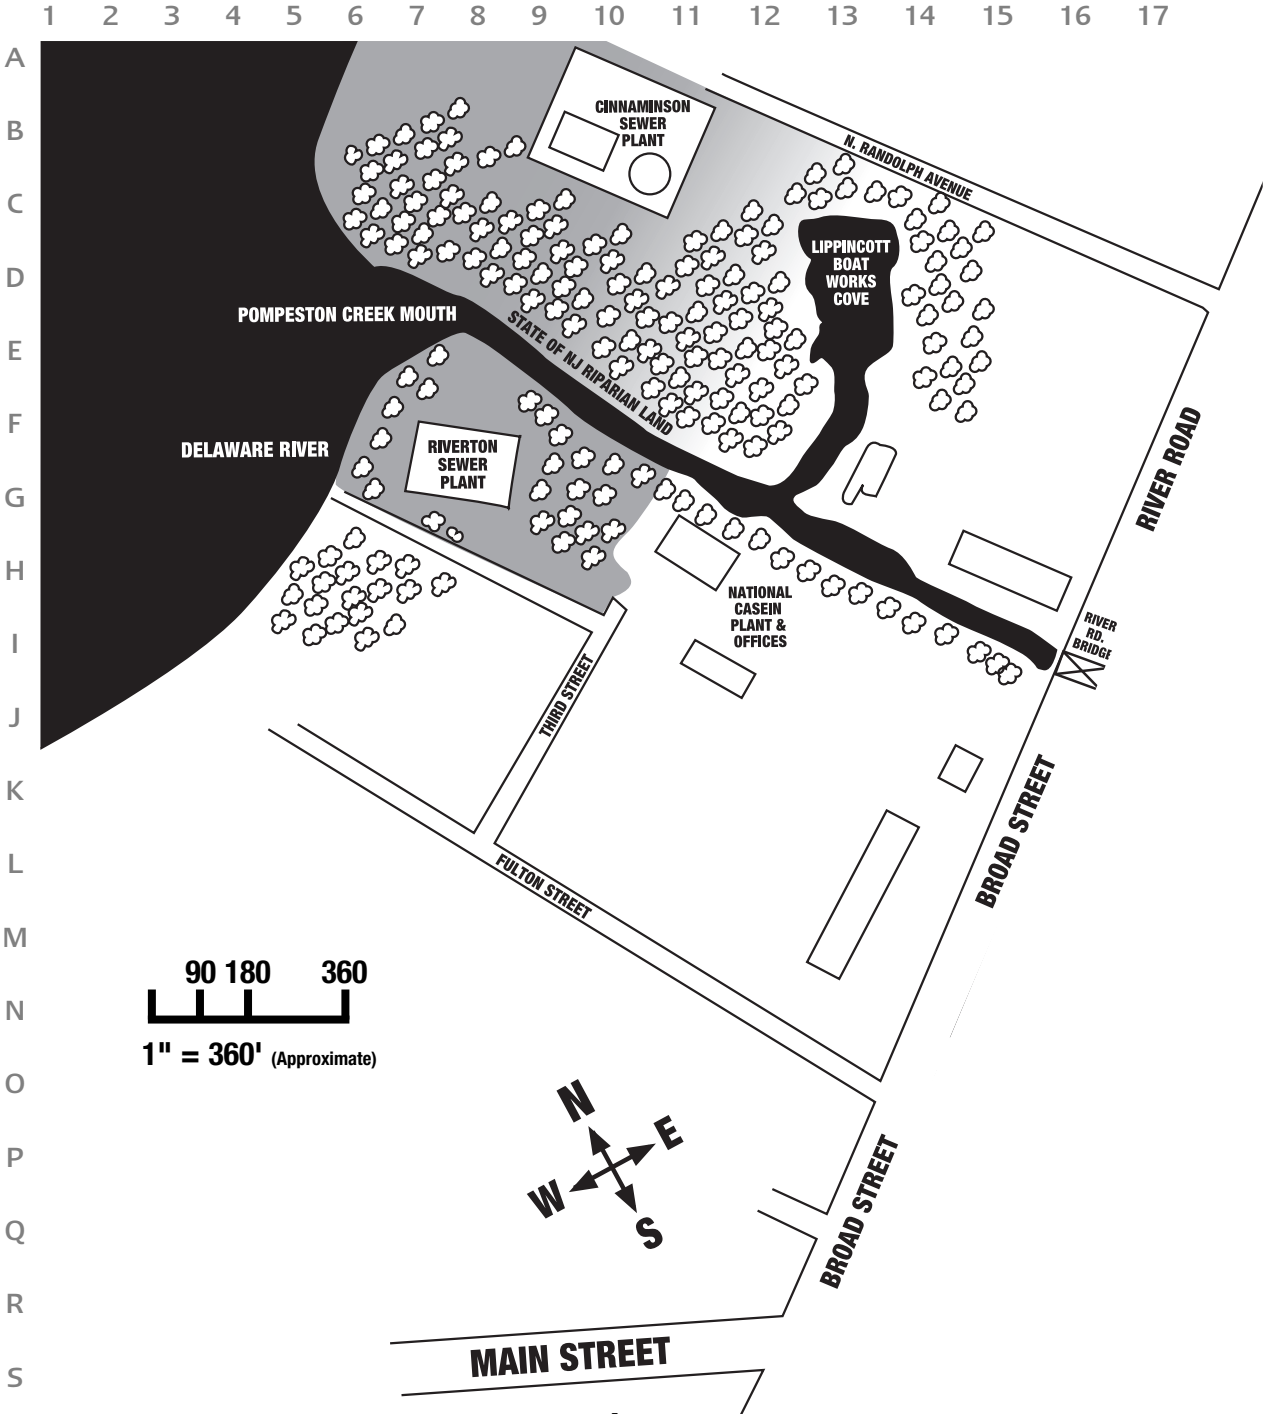 1 2 3 4 5 6 7 8 9 10 11 12 13 14 15 16 17
A
B
C
D
E
F
G
H
I
J
K
L
M
N
O
P
Q
R
S
CINNAMINSON
SEWER
PLANT
N. RANDOLPH AVENUE
LIPPINCOTT
BOAT
WORKS
COVE
POMPESTON CREEK MOUTH
STATE OF NJ RIPARIAN LAND
DELAWARE RIVER
RIVERTON
SEWER
PLANT
RIVER ROAD
NATIONAL
CASEIN
PLANT &
OFFICES
RIVER
RD.
BRIDGE
THIRD STREET
BROAD STREET
FULTON STREET
90 180 360
1" = 360' (Approximate)
N
E
W
S
BROAD STREET
MAIN STREET